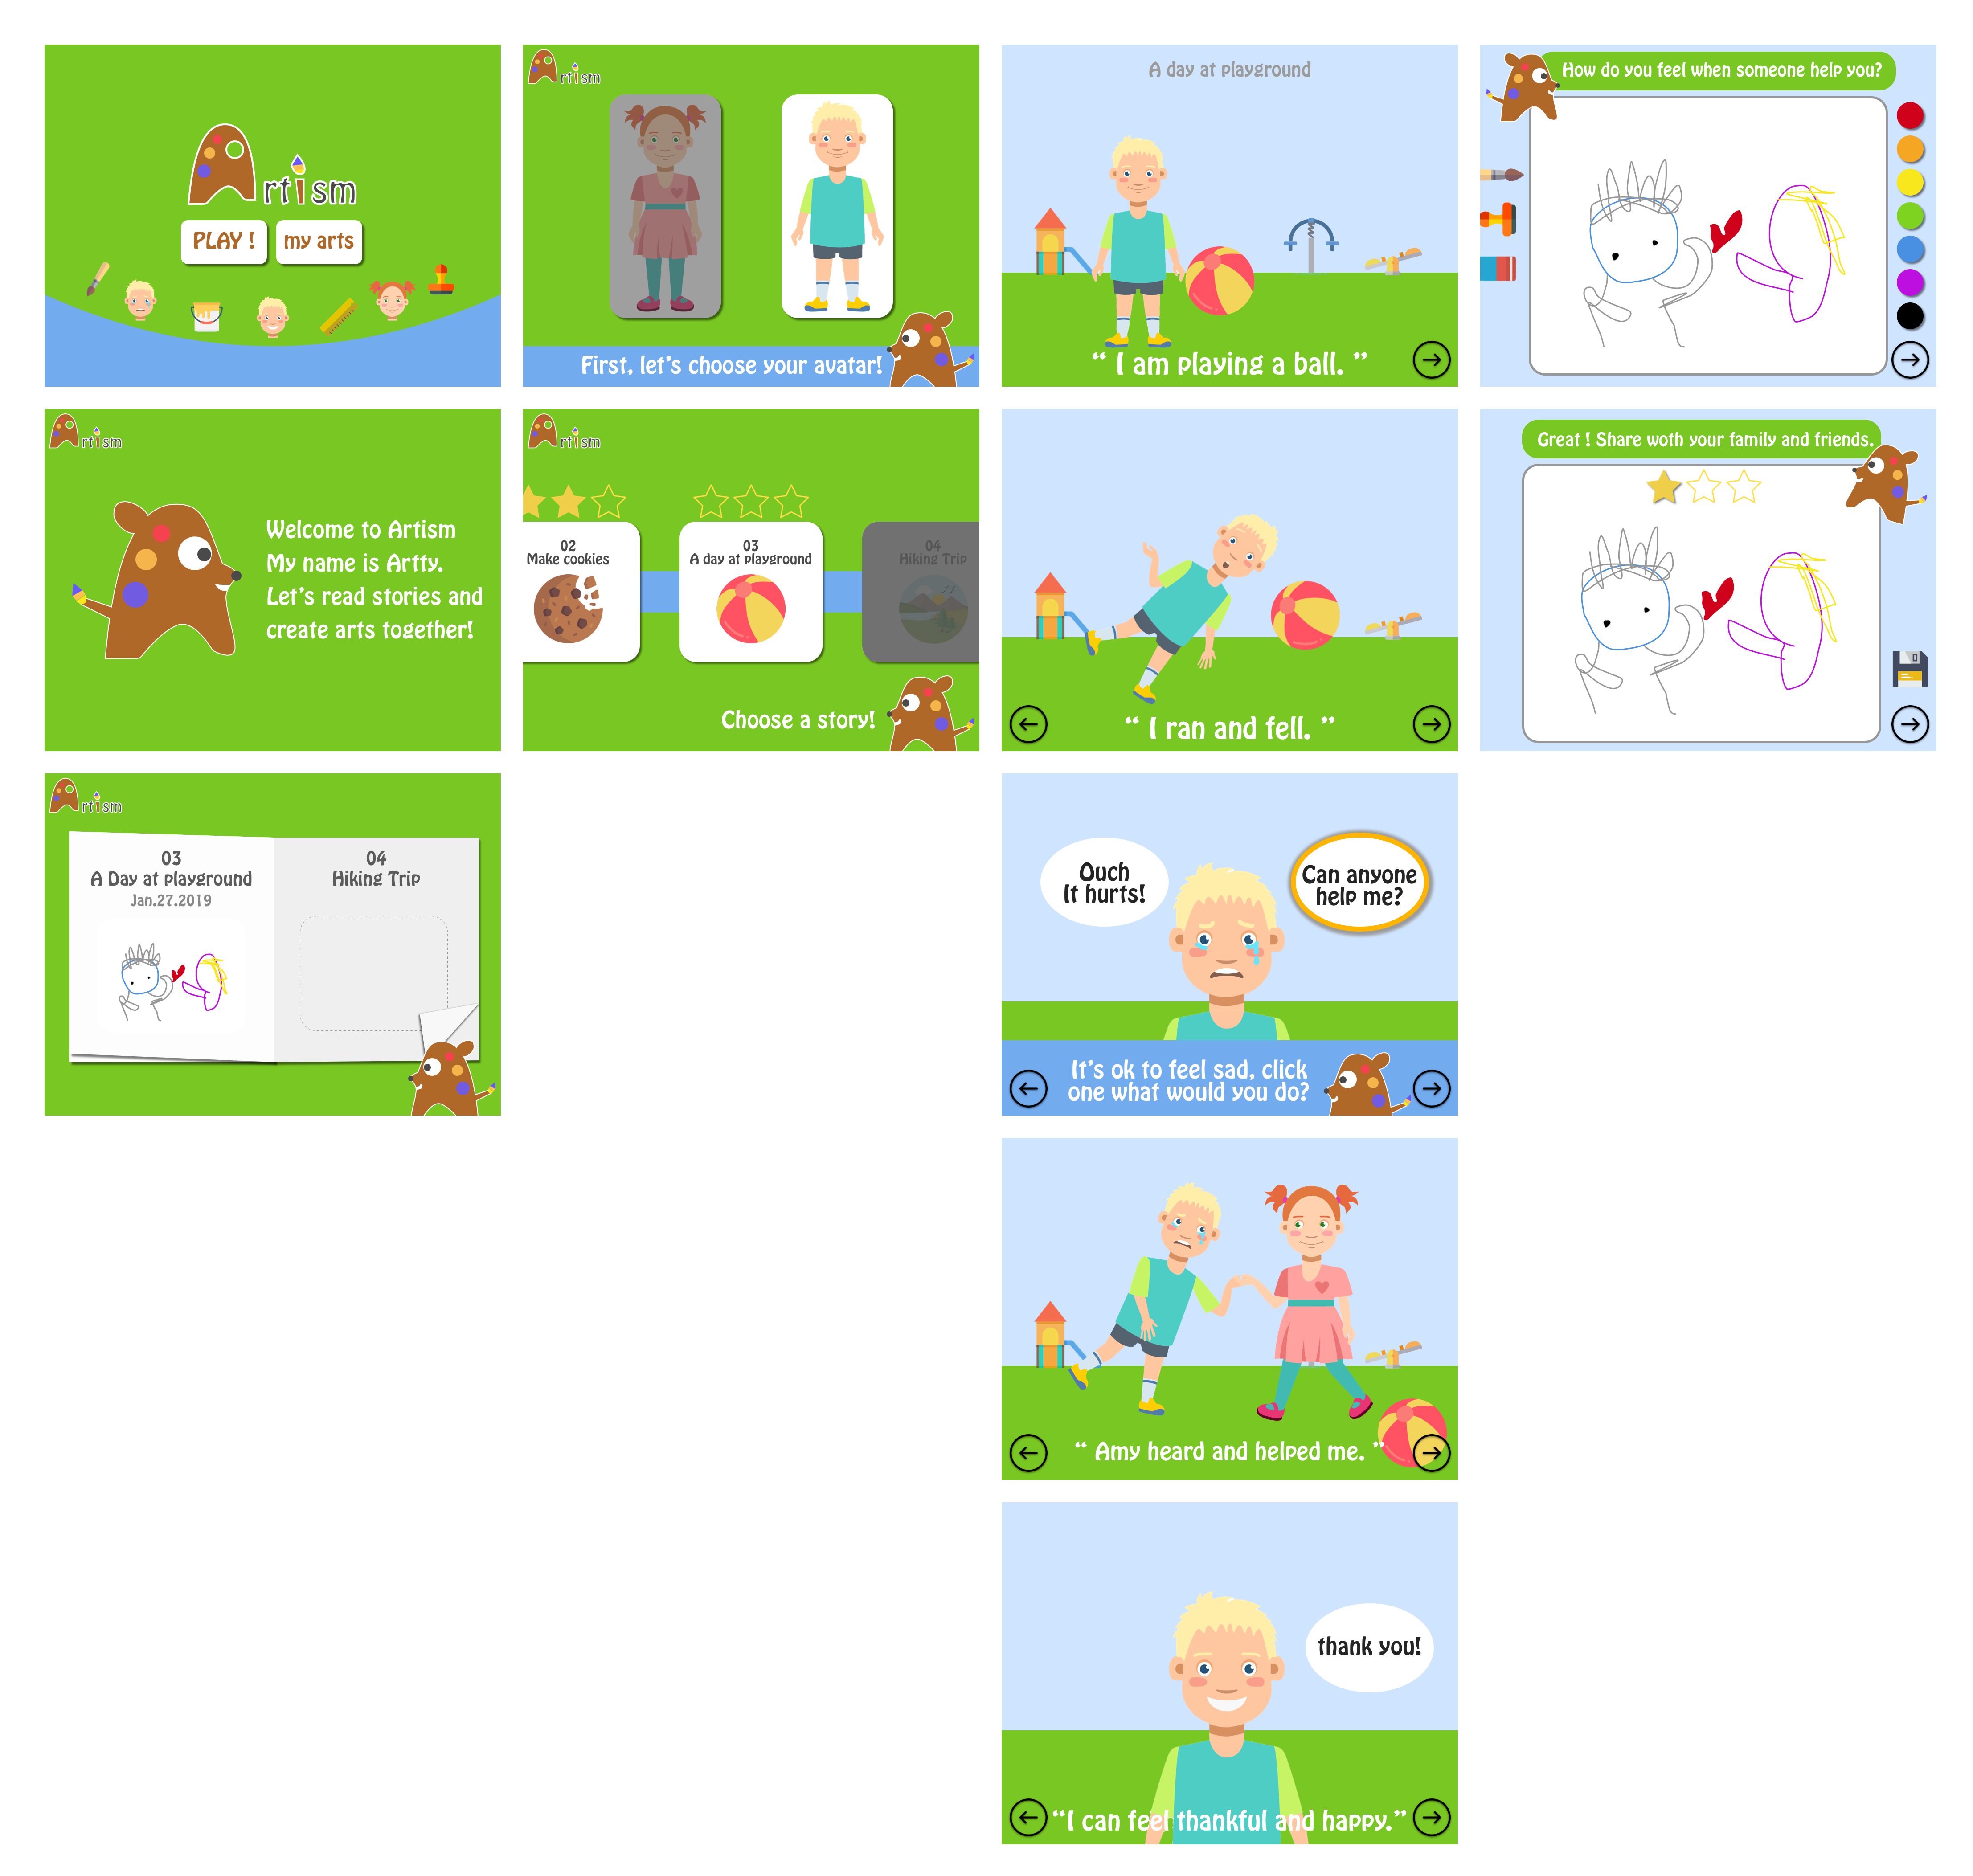 Artism
PLAY !
my arts
Artism
First, let's choose your avatar!
A day at playground
“ I am playing a ball. ”
How do you feel when someone help you?
Artism
Welcome to Artism
My name is Artty.
Let's read stories and
create arts together!
Artism
02
Make cookies
03
A day at playground
04
Hiking Trip
Choose a story!
“ I ran and fell. ”
Great ! Share woth your family and friends.
Artism
03
A Day at playground
Jan.27.2019
04
Hiking Trip
Ouch
It hurts!
Can anyone
help me?
It's ok to feel sad, click
one what would you do?
“ Amy heard and helped me. ”
thank you!
“I can feel thankful and happy.”